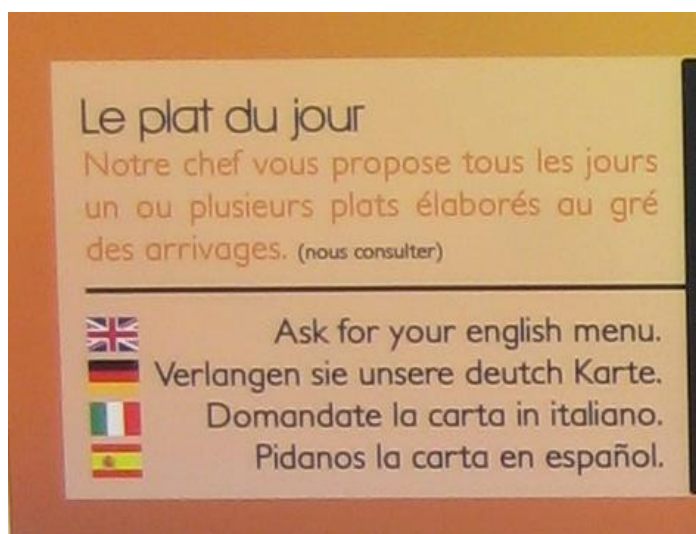 Le plat du jour
Notre chef vous propose tous les jours
un ou plusieurs plats élaborés au gré
des arrivages. (nous consulter)
Ask for your english menu.
Verlangen sie unsere deutch Karte.
Domandate la carta in italiano.
Pidanos la carta en español.